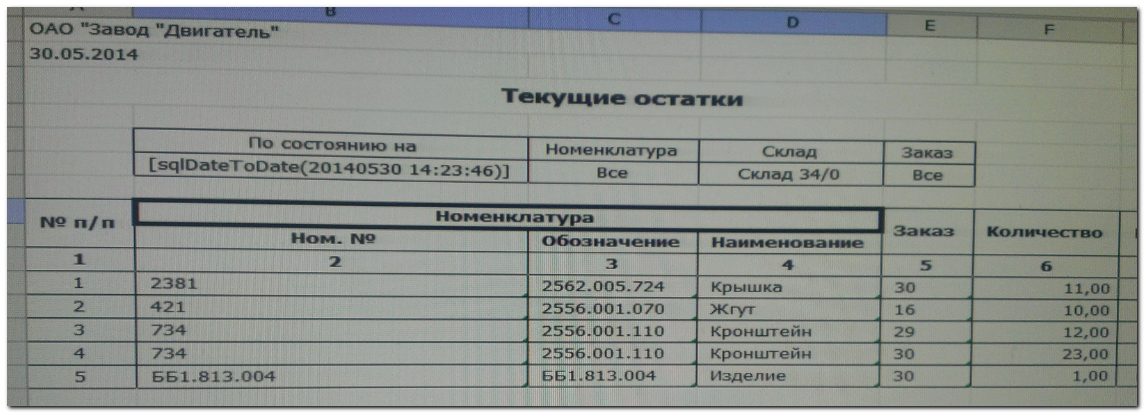 B C D E F
ОАО "Завод "Двигатель"
30.05.2014
Текущие остатки
По состоянию на Номенклатура Склад Заказ
[sqlDateToDate(20140530 14:23:46)] Все Склад 34/0 Все
№ п/п Номенклатура Заказ Количество
Ном. № Обозначение Наименование
1 2 3 4 5 6
1 2381 2562.005.724 Крышка 30 11,00
2 421 2556.001.070 Жгут 16 10,00
3 734 2556.001.110 Кронштейн 29 12,00
4 734 2556.001.110 Кронштейн 30 23,00
5 ББ1.813.004 ББ1.813.004 Изделие 30 1,00